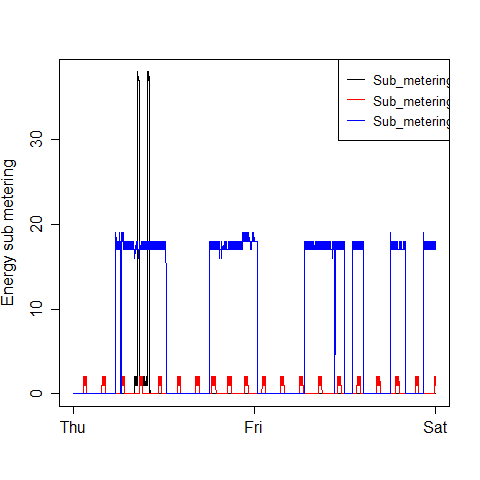 Sub_metering
Sub_metering
Sub_metering
Energy sub metering
30
20
10
0
Thu Fri Sat